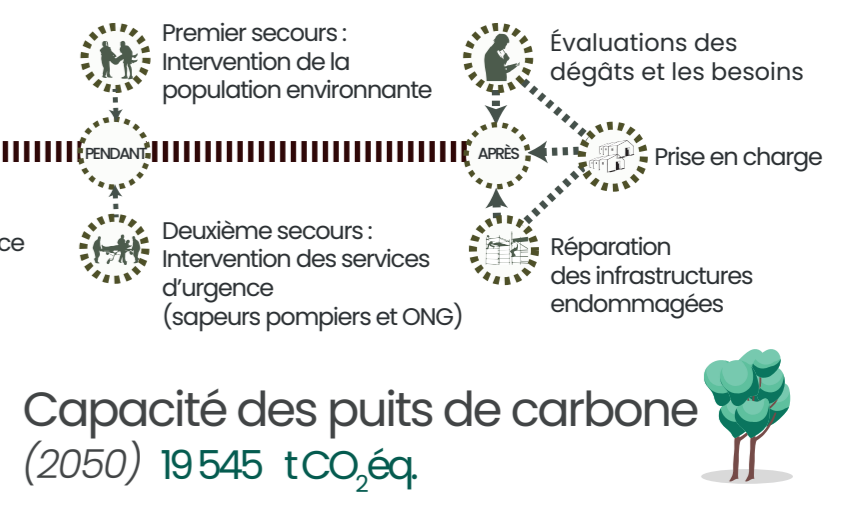 Premier secours :
Intervention de la
population environnante
Évaluations des
dégâts et les besoins
PENDANT
APRÈS
Prise en charge
ce
Deuxième secours :
Intervention des services
d'urgence
(sapeurs pompiers et ONG)
Réparation
des infrastructures
endommagées
Capacité des puits de carbone
(2050) 19 545 tCO₂éq.